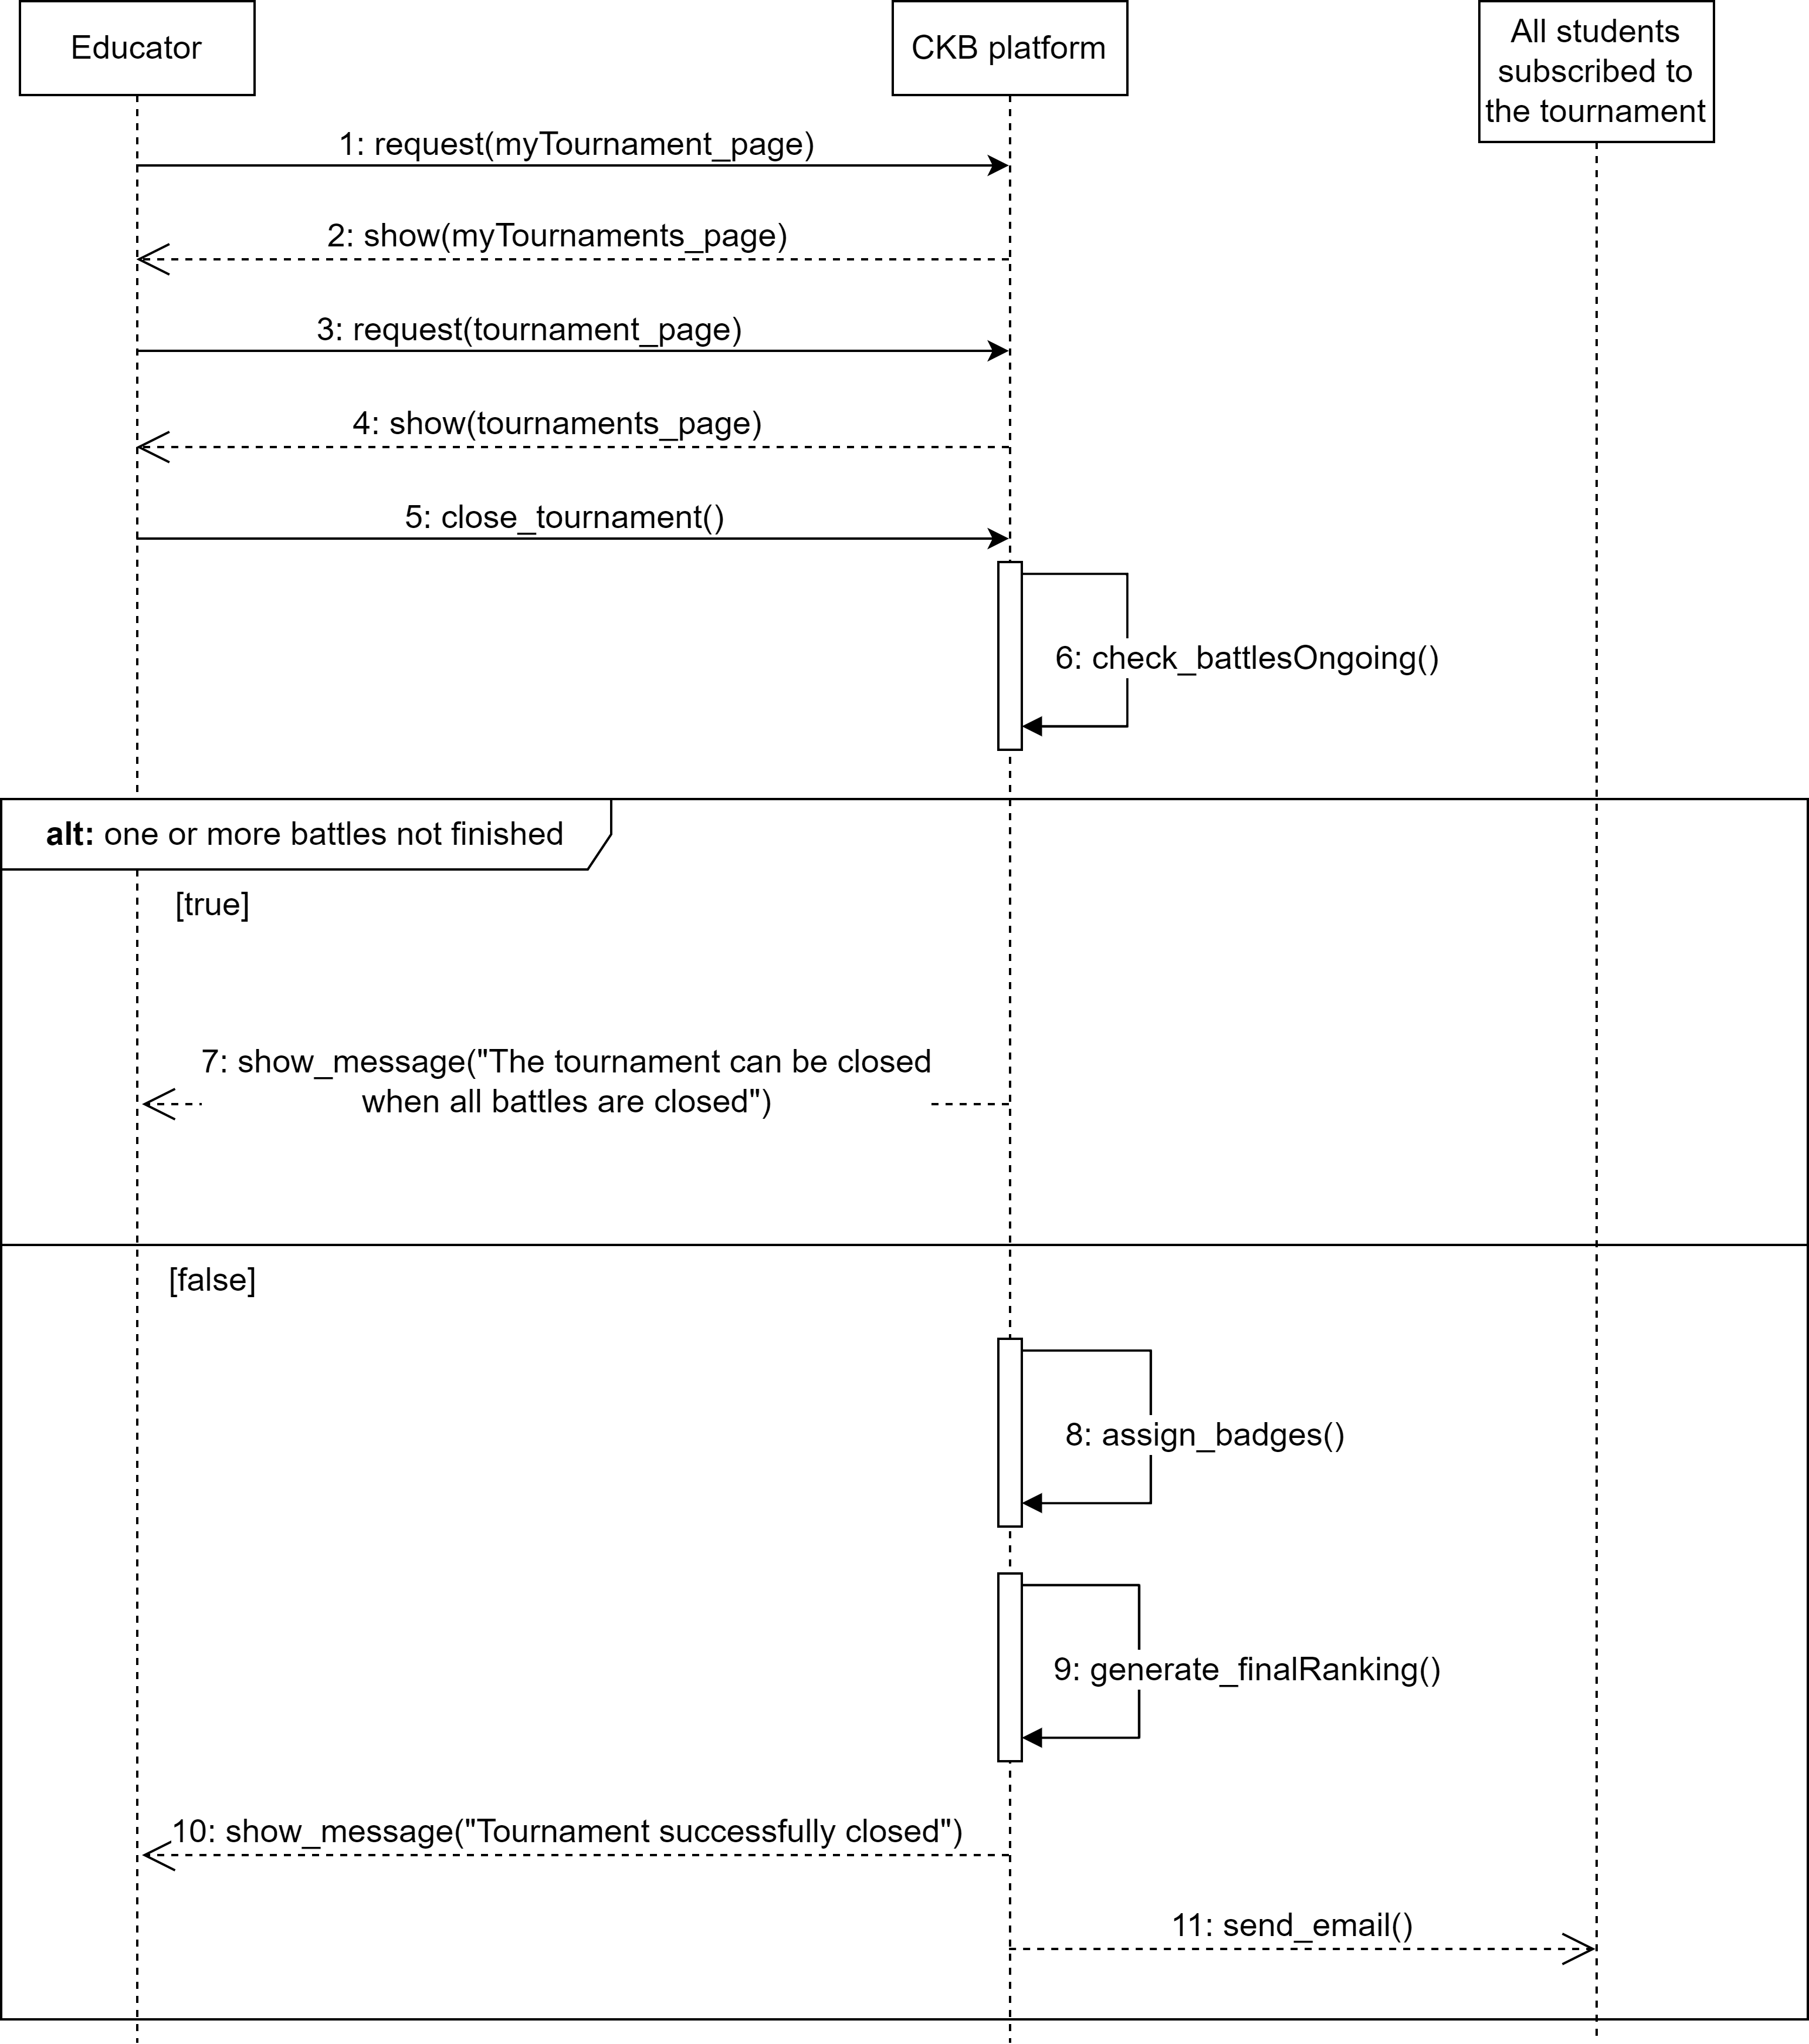 Educator
CKB platform
All students
subscribed to
the tournament
1: request(myTournament_page)
2: show(myTournaments_page)
3: request(tournament_page)
4: show(tournaments_page)
5: close_tournament()
6: check_battlesOngoing()
alt: one or more battles not finished
[true]
7: show_message("The tournament can be closed
when all battles are closed")
[false]
8: assign_badges()
9: generate_finalRanking()
10: show_message("Tournament successfully closed")
11: send_email()